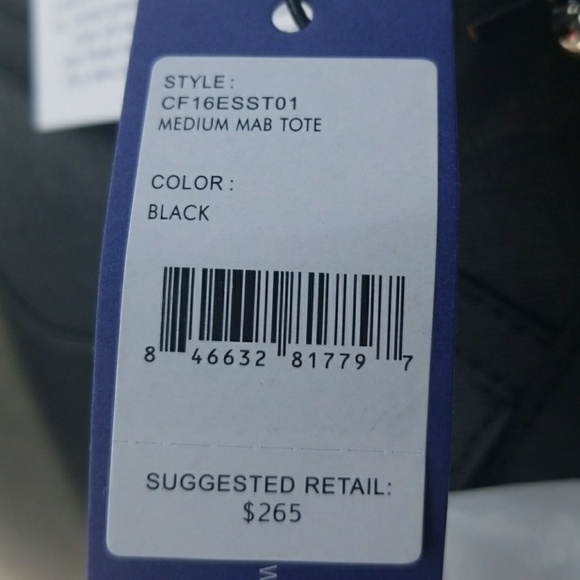 STYLE:
CF16ESST01
MEDIUM MAB TOTE
COLOR:
BLACK
8 46632 81779 7
SUGGESTED RETAIL:
$265
W